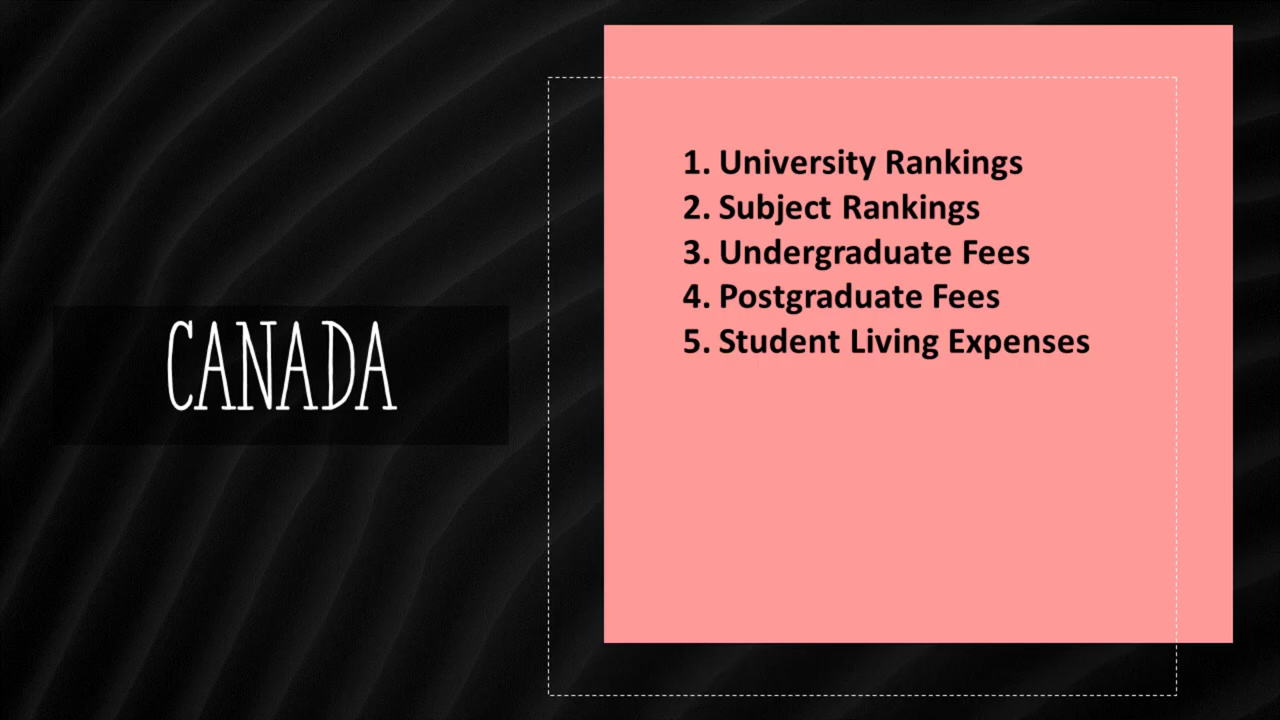 CANADA
1. University Rankings
2. Subject Rankings
3. Undergraduate Fees
4. Postgraduate Fees
5. Student Living Expenses